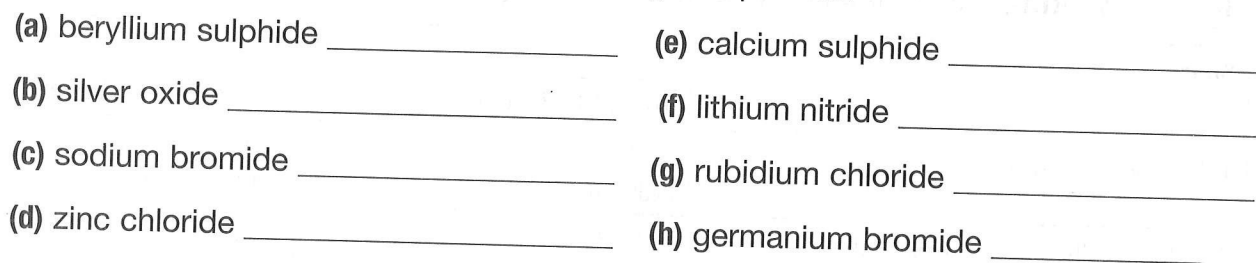 (a) beryllium sulphide
(b) silver oxide
(c) sodium bromide
(d) zinc chloride
(e) calcium sulphide
(f) lithium nitride
(g) rubidium chloride
(h) germanium bromide